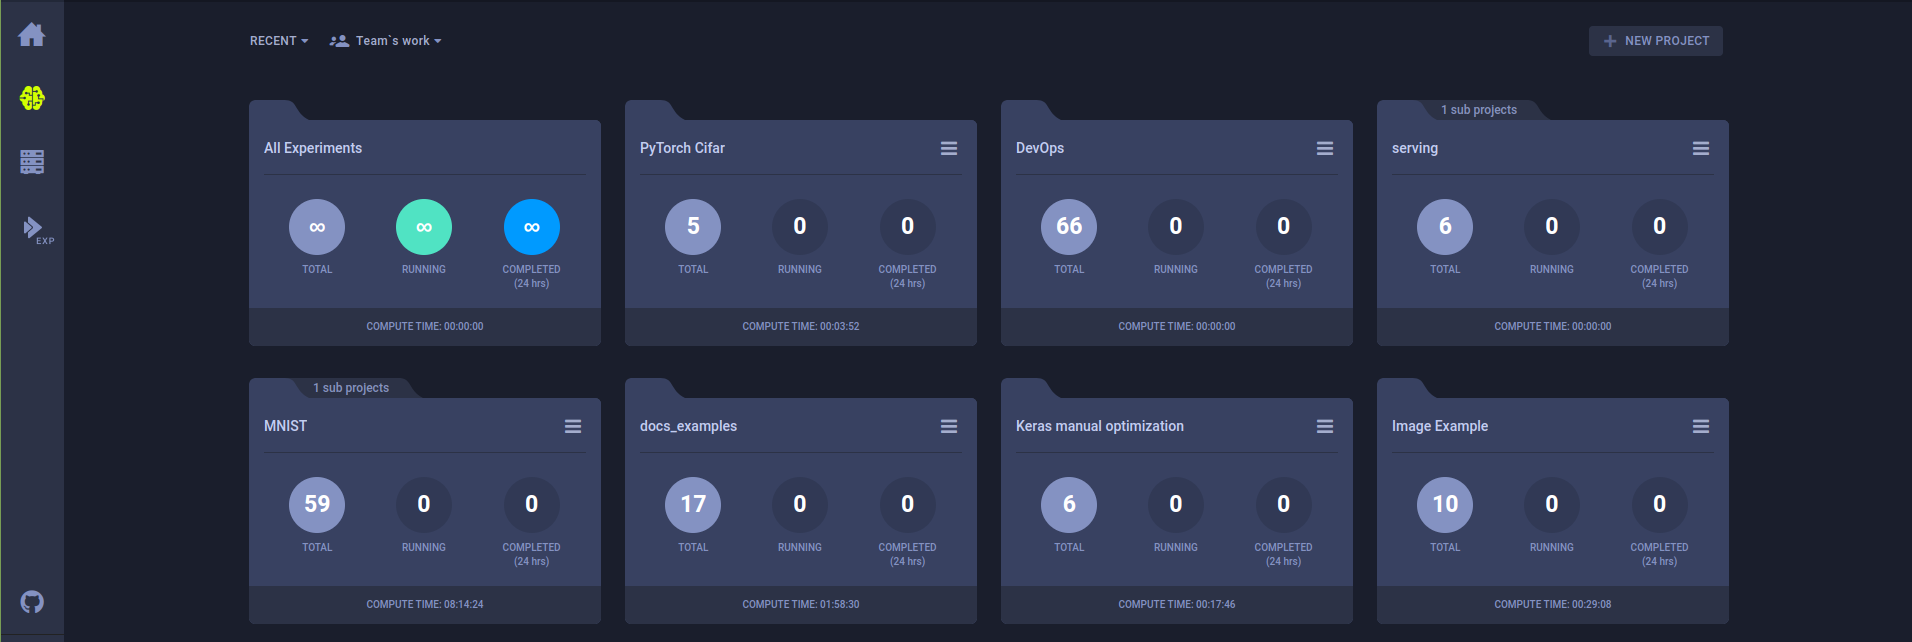 RECENT
Team`s work
NEW PROJECT
EXP
All Experiments
∞
∞
∞
TOTAL
RUNNING
COMPLETED
(24 hrs)
COMPUTE TIME: 00:00:00
PyTorch Cifar
5
0
0
TOTAL
RUNNING
COMPLETED
(24 hrs)
COMPUTE TIME: 00:03:52
DevOps
66
0
0
TOTAL
RUNNING
COMPLETED
(24 hrs)
COMPUTE TIME: 00:00:00
1 sub projects
serving
6
0
0
TOTAL
RUNNING
COMPLETED
(24 hrs)
COMPUTE TIME: 00:00:00
1 sub projects
MNIST
59
0
0
TOTAL
RUNNING
COMPLETED
(24 hrs)
COMPUTE TIME: 08:14:24
docs_examples
17
0
0
TOTAL
RUNNING
COMPLETED
(24 hrs)
COMPUTE TIME: 01:58:30
Keras manual optimization
6
0
0
TOTAL
RUNNING
COMPLETED
(24 hrs)
COMPUTE TIME: 00:17:46
Image Example
10
0
0
TOTAL
RUNNING
COMPLETED
(24 hrs)
COMPUTE TIME: 00:29:08